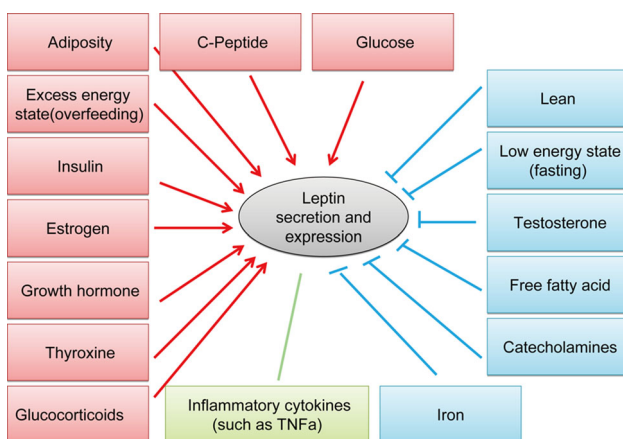 Adiposity
C-Peptide
Glucose
Excess energy
state(overfeeding)
Insulin
Estrogen
Growth hormone
Thyroxine
Glucocorticoids
Leptin
secretion and
expression
Lean
Low energy state
(fasting)
Testosterone
Free fatty acid
Catecholamines
Inflammatory cytokines
(such as TNFa)
Iron